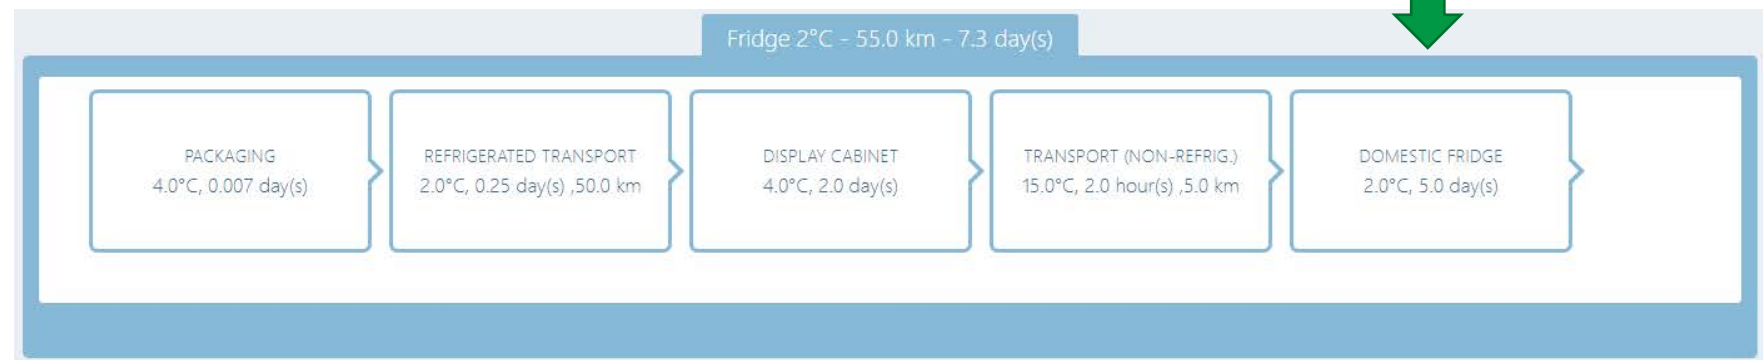 Fridge 2°C - 55.0 km - 7.3 day(s)
PACKAGING
4.0°C, 0.007 day(s)
REFRIGERATED TRANSPORT
2.0°C, 0.25 day(s) ,50.0 km
DISPLAY CABINET
4.0°C, 2.0 day(s)
TRANSPORT (NON-REFRIG.)
15.0°C, 2.0 hour(s) ,5.0 km
DOMESTIC FRIDGE
2.0°C, 5.0 day(s)